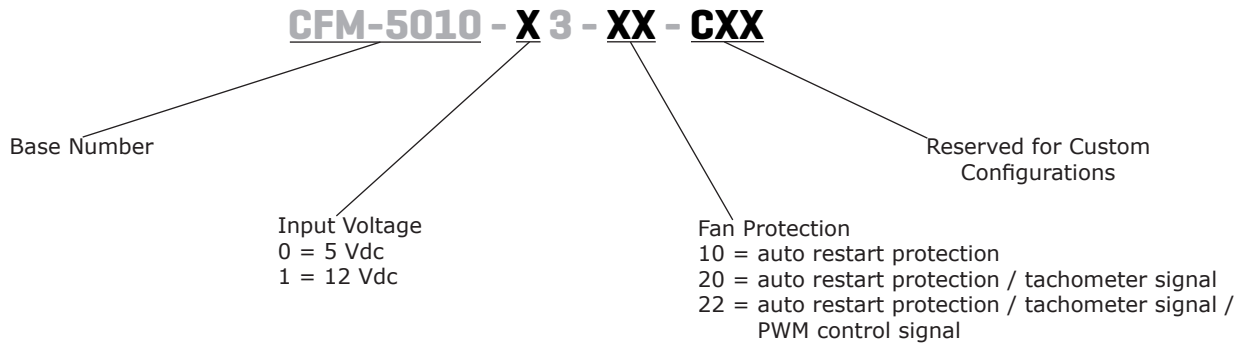 CFM-5010 - X 3 - XX - CXX
Base Number
Reserved for Custom
Configurations
Input Voltage
0 = 5 Vdc
1 = 12 Vdc
Fan Protection
10 = auto restart protection
20 = auto restart protection / tachometer signal
22 = auto restart protection / tachometer signal /
PWM control signal